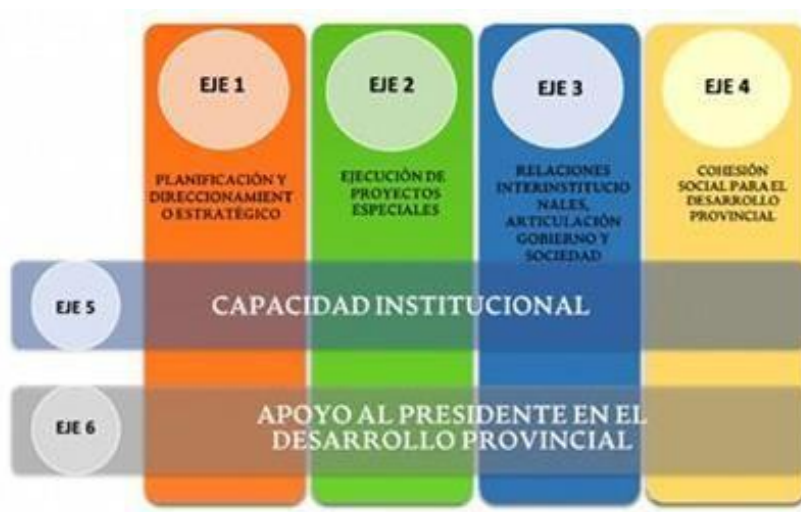 EJE 1
PLANIFICACIÓN Y
DIRECCIONAMIENT
O ESTRATÉGICO
EJE 2
EJECUCIÓN DE
PROYECTOS
ESPECIALES
EJE 3
RELACIONES
INTERINSTITUCIO
NALES,
ARTICULACIÓN
GOBIERNO Y
SOCIEDAD
EJE 4
COHESIÓN
SOCIAL PARA EL
DESARROLLO
PROVINCIAL
EJE 5
CAPACIDAD INSTITUCIONAL
EJE 6
APOYO AL PRESIDENTE EN EL
DESARROLLO PROVINCIAL